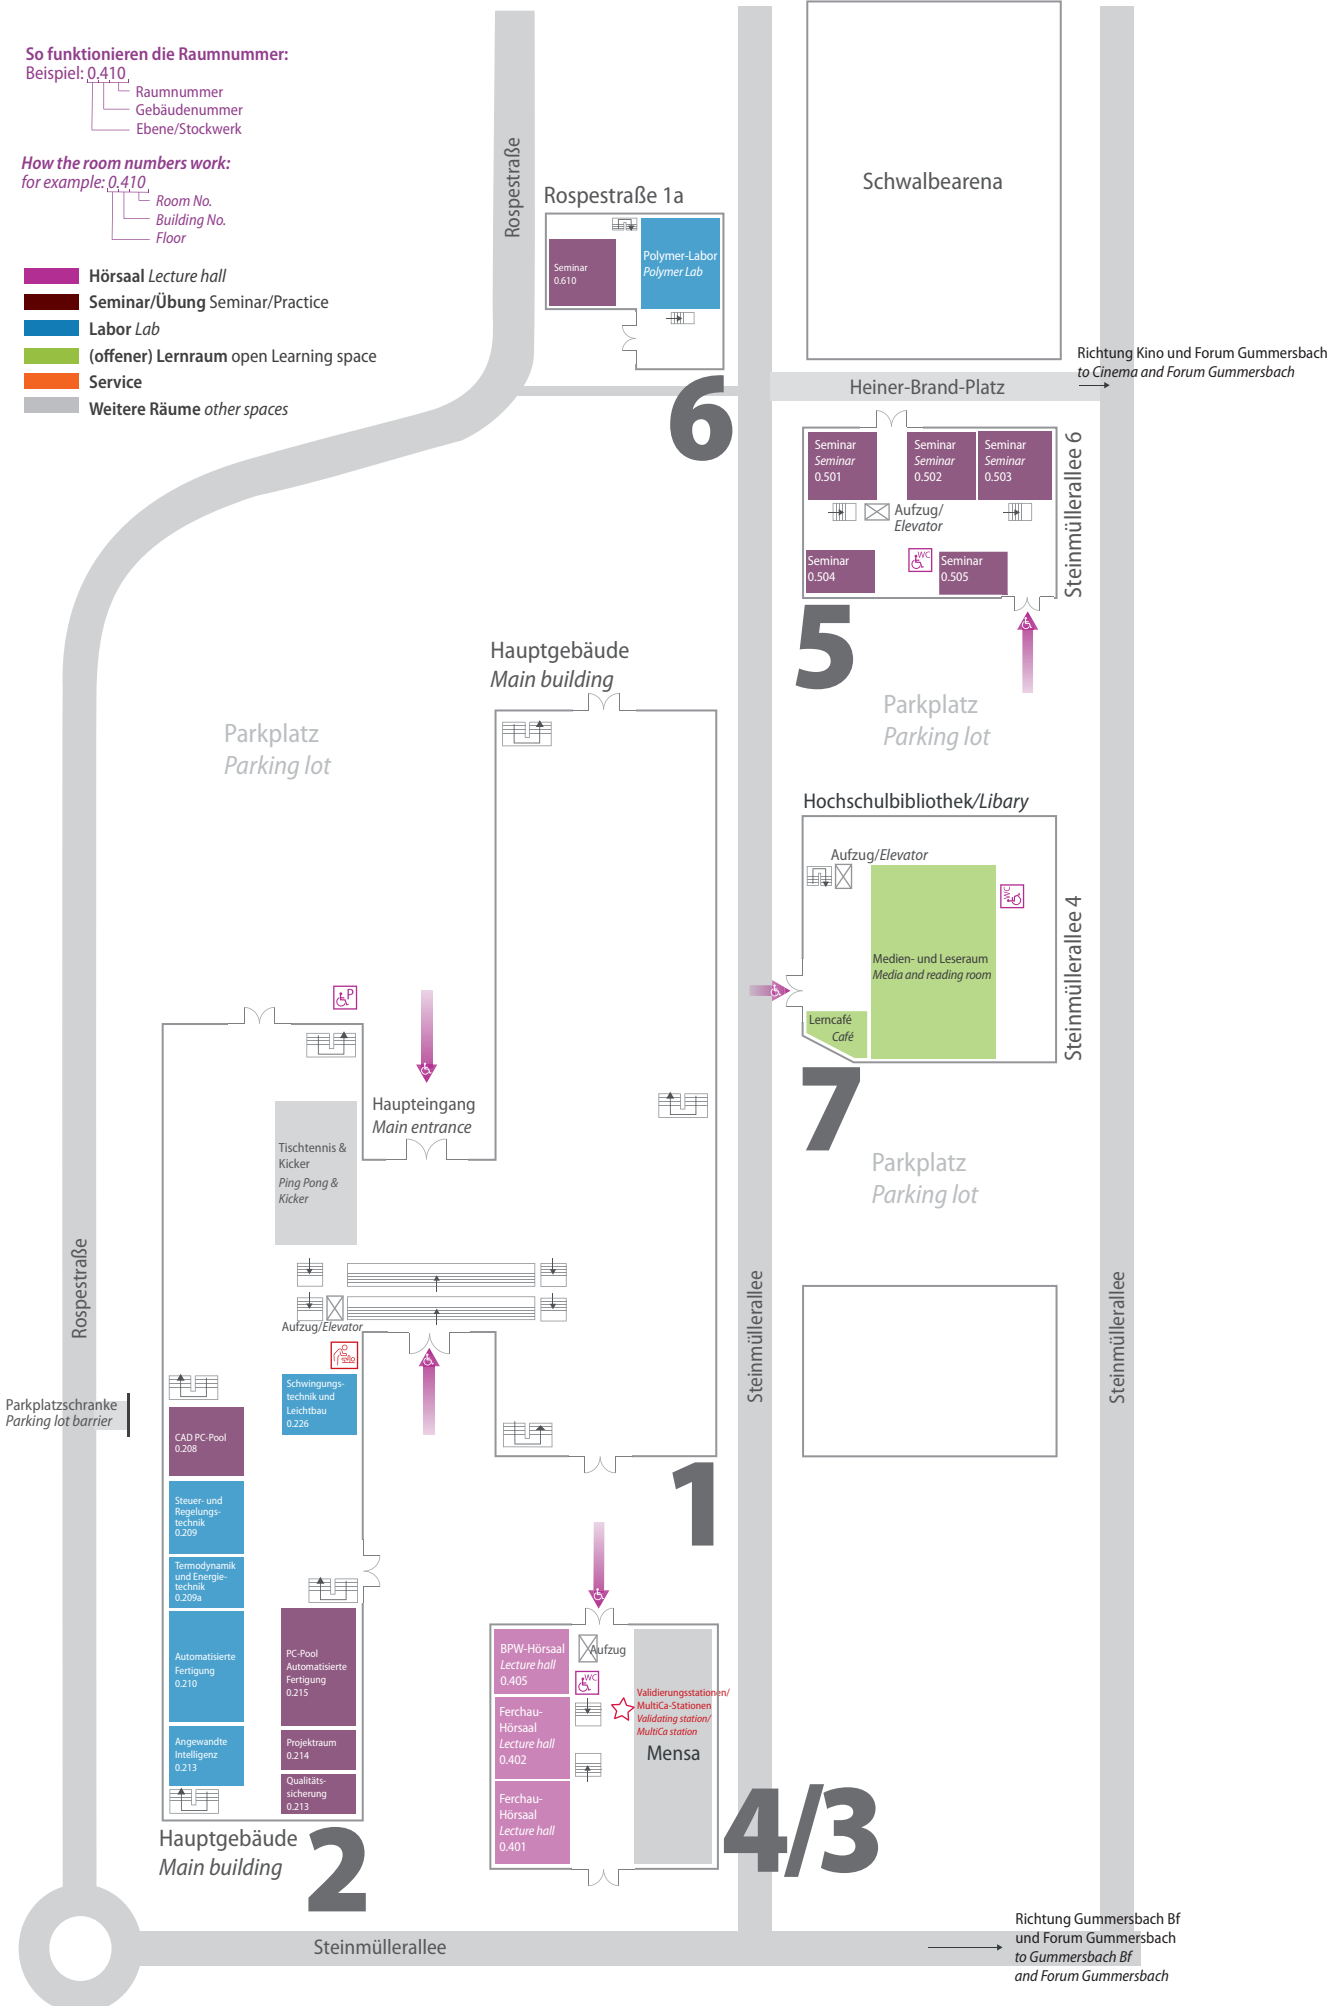 So funktionieren die Raumnummer:
Beispiel: 0.410
Raumnummer
Gebäudenummer
Ebene/Stockwerk
How the room numbers work:
for example: 0.410
Room No.
Building No.
Floor
Hörsaal Lecture hall
Seminar/Übung Seminar/Practice
Labor Lab
(offener) Lernraum open Learning space
Service
Weitere Räume other spaces
Rospestraße
Rospestraße 1a
Seminar
0.610
Polymer-Labor
Polymer Lab
6
Schwalbearena
Richtung Kino und Forum Gummersbach
to Cinema and Forum Gummersbach
Heiner-Brand-Platz
Seminar
Seminar
0.501
Seminar
Seminar
0.502
Seminar
Seminar
0.503
Aufzug/
Elevator
Seminar
0.504
WC
Seminar
0.505
Steinmüllerallee 6
5
Parkplatz
Parking lot
Hauptgebäude
Main building
Parkplatz
Parking lot
Hochschulbibliothek/Libary
Aufzug/Elevator
WC
Medien- und Leseraum
Media and reading room
Lerncafé
Café
Steinmüllerallee 4
7
Parkplatz
Parking lot
P
Haupteingang
Main entrance
Tischtennis &
Kicker
Ping Pong &
Kicker
Aufzug/Elevator
Rospestraße
Steinmüllerallee
Steinmüllerallee
Parkplatzschranke
Parking lot barrier
Schwingungs-
technik und
Leichtbau
0.226
CAD PC-Pool
0.208
Steuer- und
Regelungs-
technik
0.209
Termodynamik
und Energie-
technik
0.209a
Automatisierte
Fertigung
0.210
Angewandte
Intelligenz
0.213
PC-Pool
Automatisierte
Fertigung
0.215
Projektraum
0.214
Qualitäts-
sicherung
0.213
1
BPW-Hörsaal
Lecture hall
0.405
Aufzug
WC
Ferchau-
Hörsaal
Lecture hall
0.402
Ferchau-
Hörsaal
Lecture hall
0.401
Validierungsstationen/
MultiCa-Stationen
Validating station/
MultiCa station
Mensa
4/3
Hauptgebäude
Main building
2
Steinmüllerallee
Richtung Gummersbach Bf
und Forum Gummersbach
to Gummersbach Bf
and Forum Gummersbach